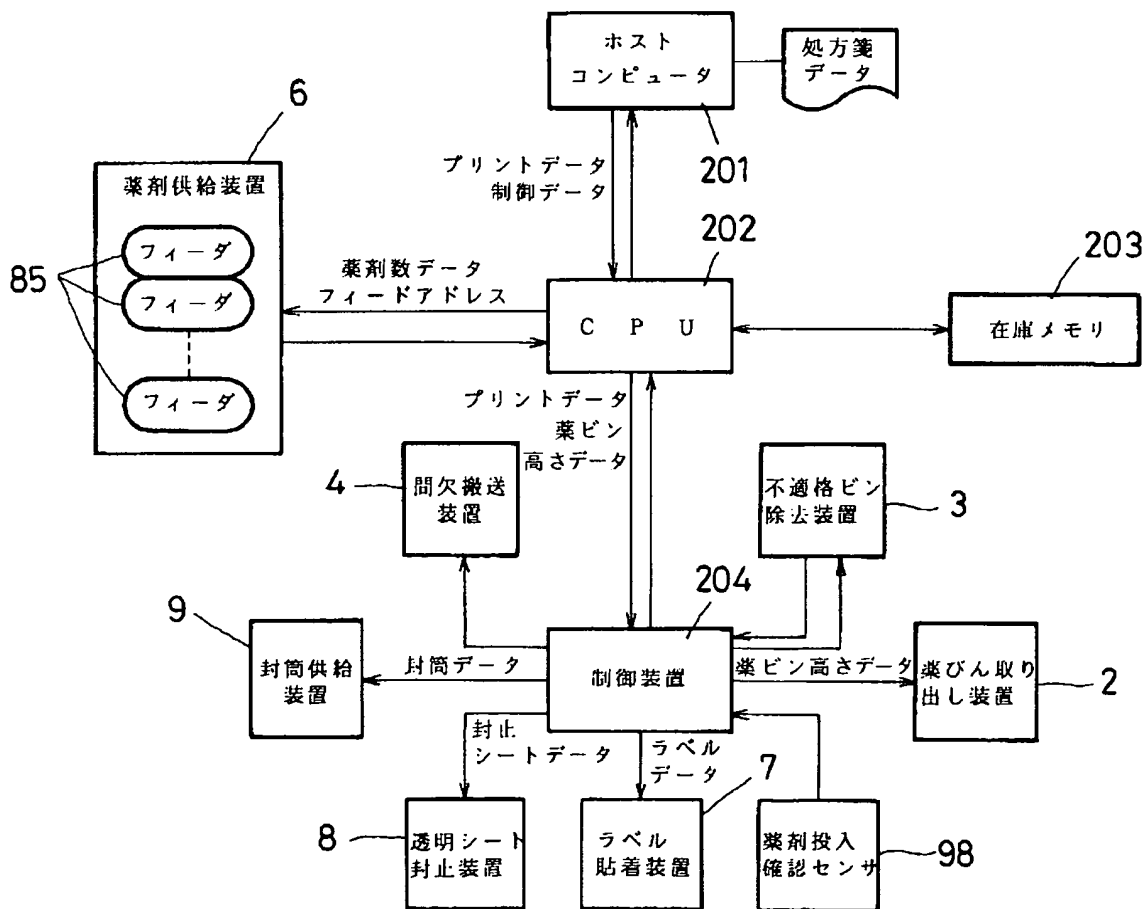 ホスト
コンピュータ
処方箋
データ
201
6
薬剤供給装置
フィーダ
フィーダ
フィーダ
85
プリントデータ
制御データ
薬剤数データ
フィードアドレス
202
CPU
203
在庫メモリ
プリントデータ
薬ビン
高さデータ
4
間欠搬送
装置
不適格ビン
除去装置
3
204
制御装置
9
封筒供給
装置
封筒データ
薬ビン高さデータ
薬びん取り
出し装置
2
封止
シートデータ
ラベル
データ
8
透明シート
封止装置
7
ラベル
貼着装置
薬剤投入
確認センサ
98